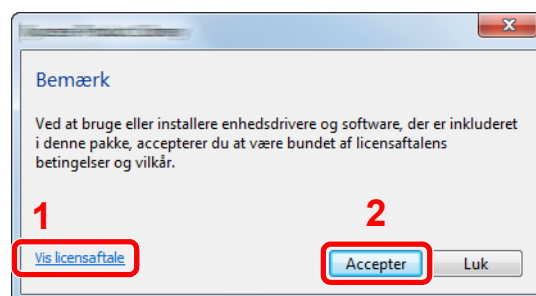 Bemærk
Ved at bruge eller installere enhedsdrivere og software, der er inkluderet
i denne pakke, accepterer du at være bundet af licensaftalens
betingelser og vilkår.
1
2
Vis licensaftale
Accepter
Luk